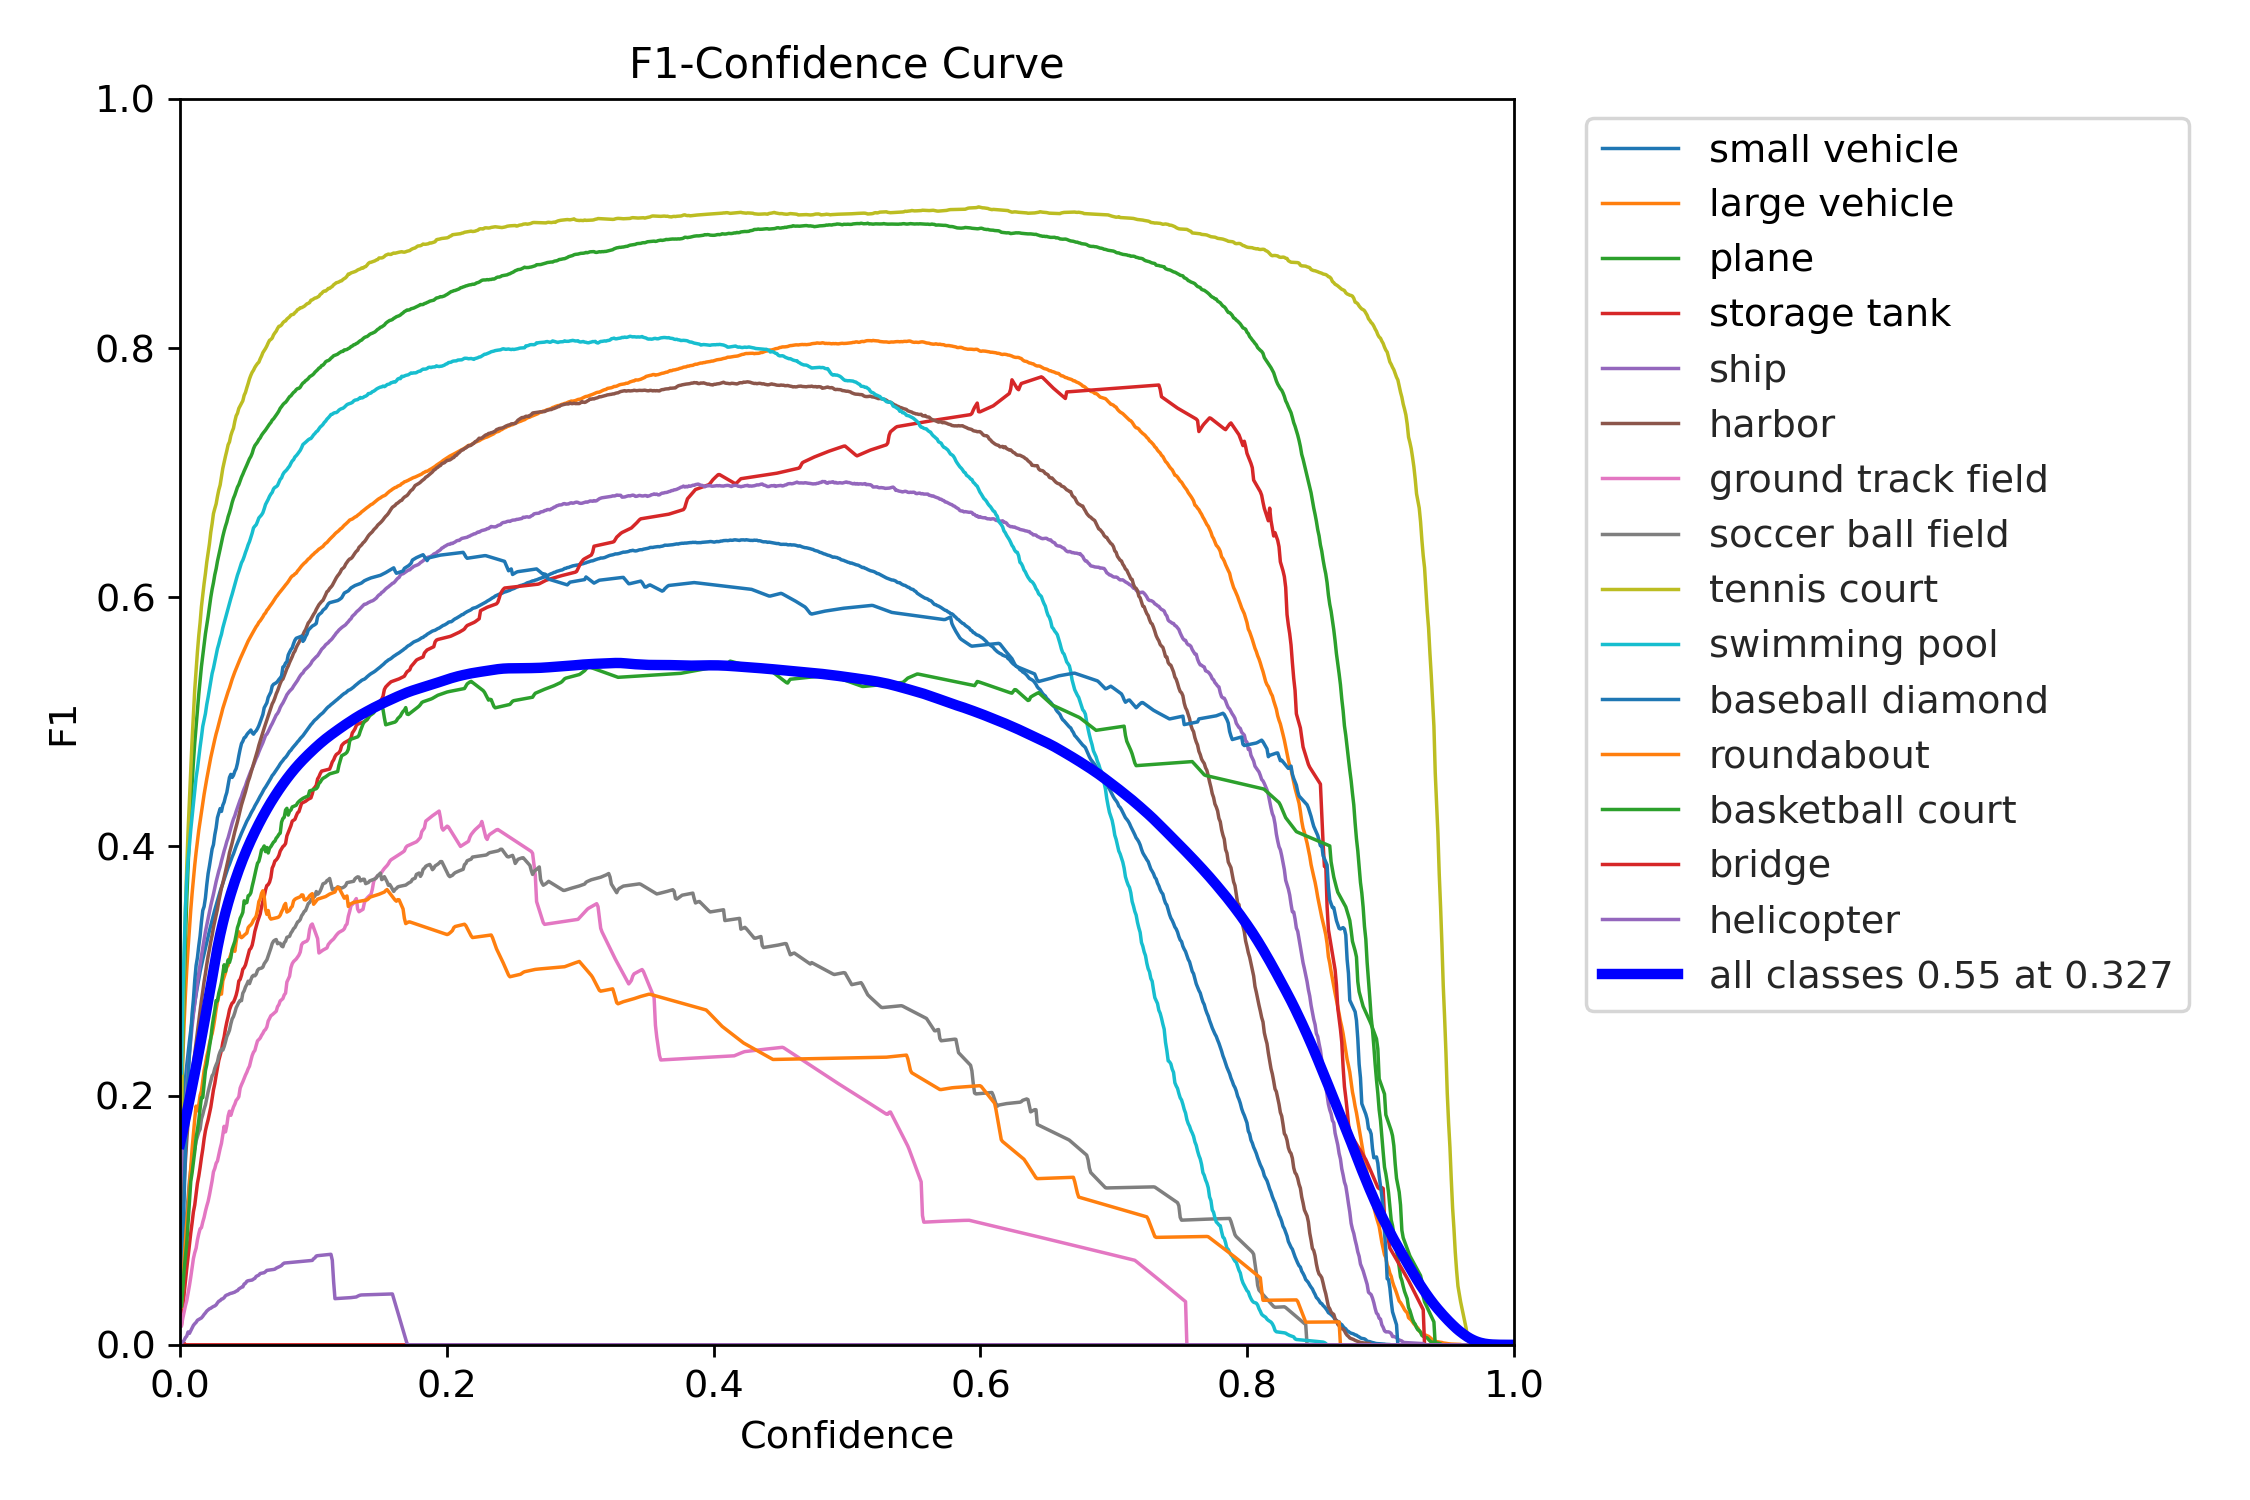 F1-Confidence Curve
1.0
0.8
0.6
0.4
0.2
0.0
F1
0.0 0.2 0.4 0.6 0.8 1.0
Confidence
small vehicle
large vehicle
plane
storage tank
ship
harbor
ground track field
soccer ball field
tennis court
swimming pool
baseball diamond
roundabout
basketball court
bridge
helicopter
all classes 0.55 at 0.327